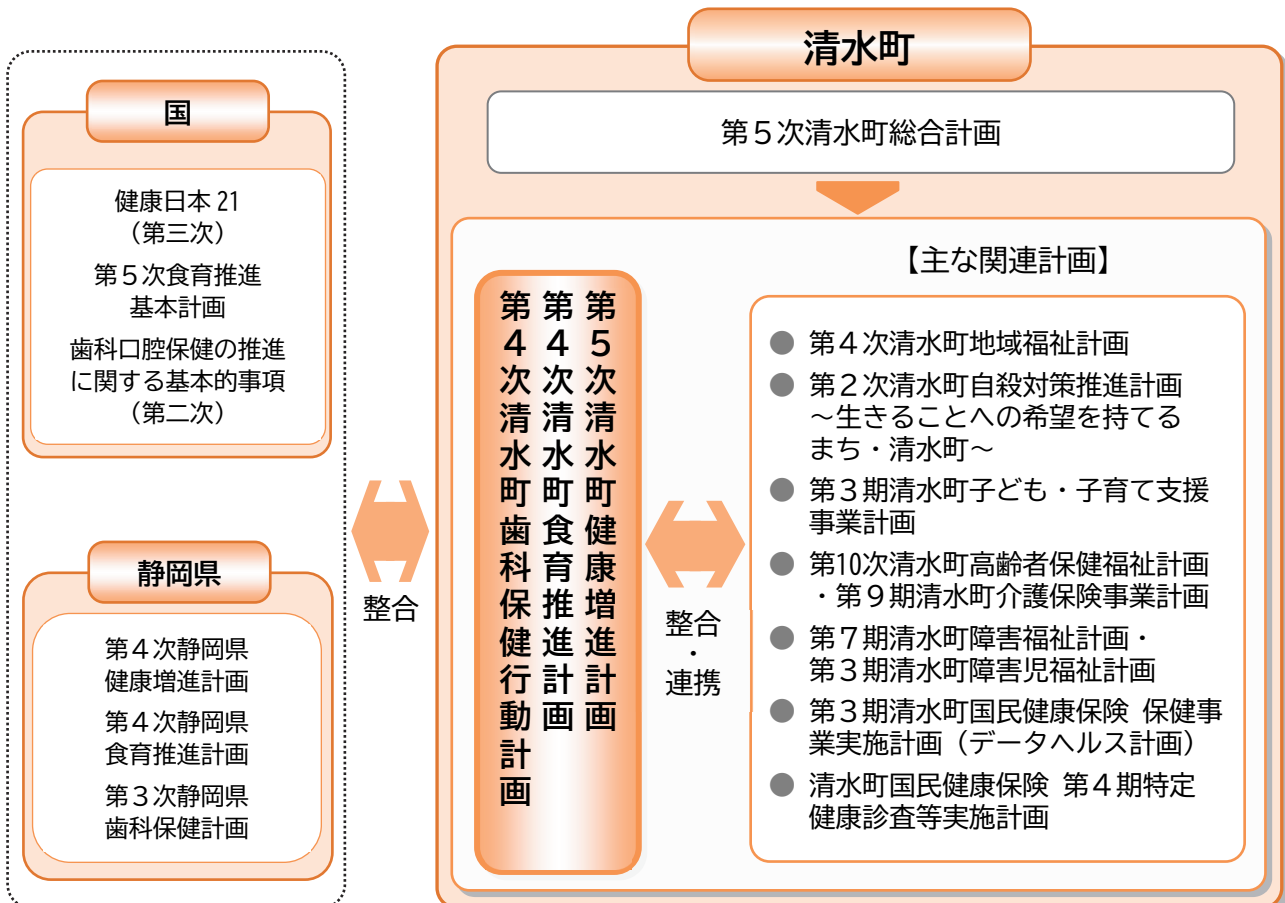 国
健康日本21
（第三次）
第５次食育推進
基本計画
歯科口腔保健の推進
に関する基本的事項
（第二次）
静岡県
第４次静岡県
健康増進計画
第４次静岡県
食育推進計画
第３次静岡県
歯科保健計画
整合
清水町
第５次清水町総合計画
第５次清水町健康増進計画
第４次清水町食育推進計画
第４次清水町歯科保健行動計画
整合
・
連携
【主な関連計画】
● 第４次清水町地域福祉計画
● 第２次清水町自殺対策推進計画
～生きることへの希望を持てる
まち・清水町～
● 第３期清水町子ども・子育て支援
事業計画
● 第10次清水町高齢者保健福祉計画
・第９期清水町介護保険事業計画
● 第７期清水町障害福祉計画・
第３期清水町障害児福祉計画
● 第３期清水町国民健康保険 保健事
業実施計画（データヘルス計画）
● 清水町国民健康保険 第４期特定
健康診査等実施計画